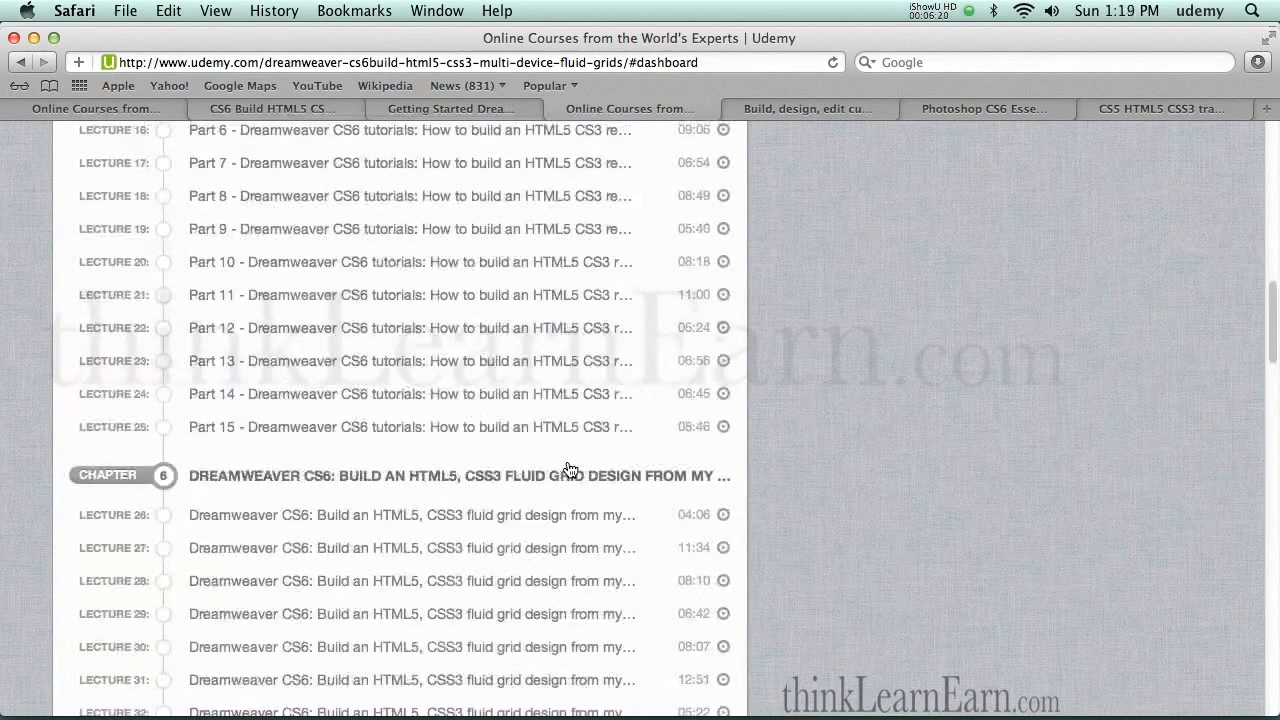 Safari File Edit View History Bookmarks Window Help iShowU HD 00:06:20 Sun 1:19 PM udemy
Online Courses from the World's Experts | Udemy
http://www.udemy.com/dreamweaver-cs6build-html5-css3-multi-device-fluid-grids/#dashboard Google
Apple Yahoo! Google Maps YouTube Wikipedia News (831) Popular
Online Courses from... CS6 Build HTML5 CS... Getting Started Drea... Online Courses from... Build, design, edit cu... Photoshop CS6 Esse... CS5 HTML5 CSS3 tra...
LECTURE 16: Part 6 - Dreamweaver CS6 tutorials: How to build an HTML5 CS3 re... 09:06
LECTURE 17: Part 7 - Dreamweaver CS6 tutorials: How to build an HTML5 CS3 re... 06:54
LECTURE 18: Part 8 - Dreamweaver CS6 tutorials: How to build an HTML5 CS3 re... 08:49
LECTURE 19: Part 9 - Dreamweaver CS6 tutorials: How to build an HTML5 CS3 re... 05:40
LECTURE 20: Part 10 - Dreamweaver CS6 tutorials: How to build an HTML5 CS3 r... 08:18
LECTURE 21: Part 11 - Dreamweaver CS6 tutorials: How to build an HTML5 CS3 r... 11:00
LECTURE 22: Part 12 - Dreamweaver CS6 tutorials: How to build an HTML5 CS3 r... 06:24
thinkLearnEarn.com
LECTURE 23: Part 13 - Dreamweaver CS6 tutorials: How to build an HTML5 CS3 r... 06:56
LECTURE 24: Part 14 - Dreamweaver CS6 tutorials: How to build an HTML5 CS3 r... 06:45
LECTURE 25: Part 15 - Dreamweaver CS6 tutorials: How to build an HTML5 CS3 r... 08:46
CHAPTER 6 DREAMWEAVER CS6: BUILD AN HTML5, CSS3 FLUID GRID DESIGN FROM MY ...
LECTURE 26: Dreamweaver CS6: Build an HTML5, CSS3 fluid grid design from my... 04:06
LECTURE 27: Dreamweaver CS6: Build an HTML5, CSS3 fluid grid design from my... 11:34
LECTURE 28: Dreamweaver CS6: Build an HTML5, CSS3 fluid grid design from my... 08:10
LECTURE 29: Dreamweaver CS6: Build an HTML5, CSS3 fluid grid design from my... 06:42
LECTURE 30: Dreamweaver CS6: Build an HTML5, CSS3 fluid grid design from my... 08:07
LECTURE 31: Dreamweaver CS6: Build an HTML5, CSS3 fluid grid design from my... 12:51
LECTURE 32: Dreamweaver CS6: Build an HTML5, CSS3 fluid grid design from my... 05:22
thinkLearnEarn.com